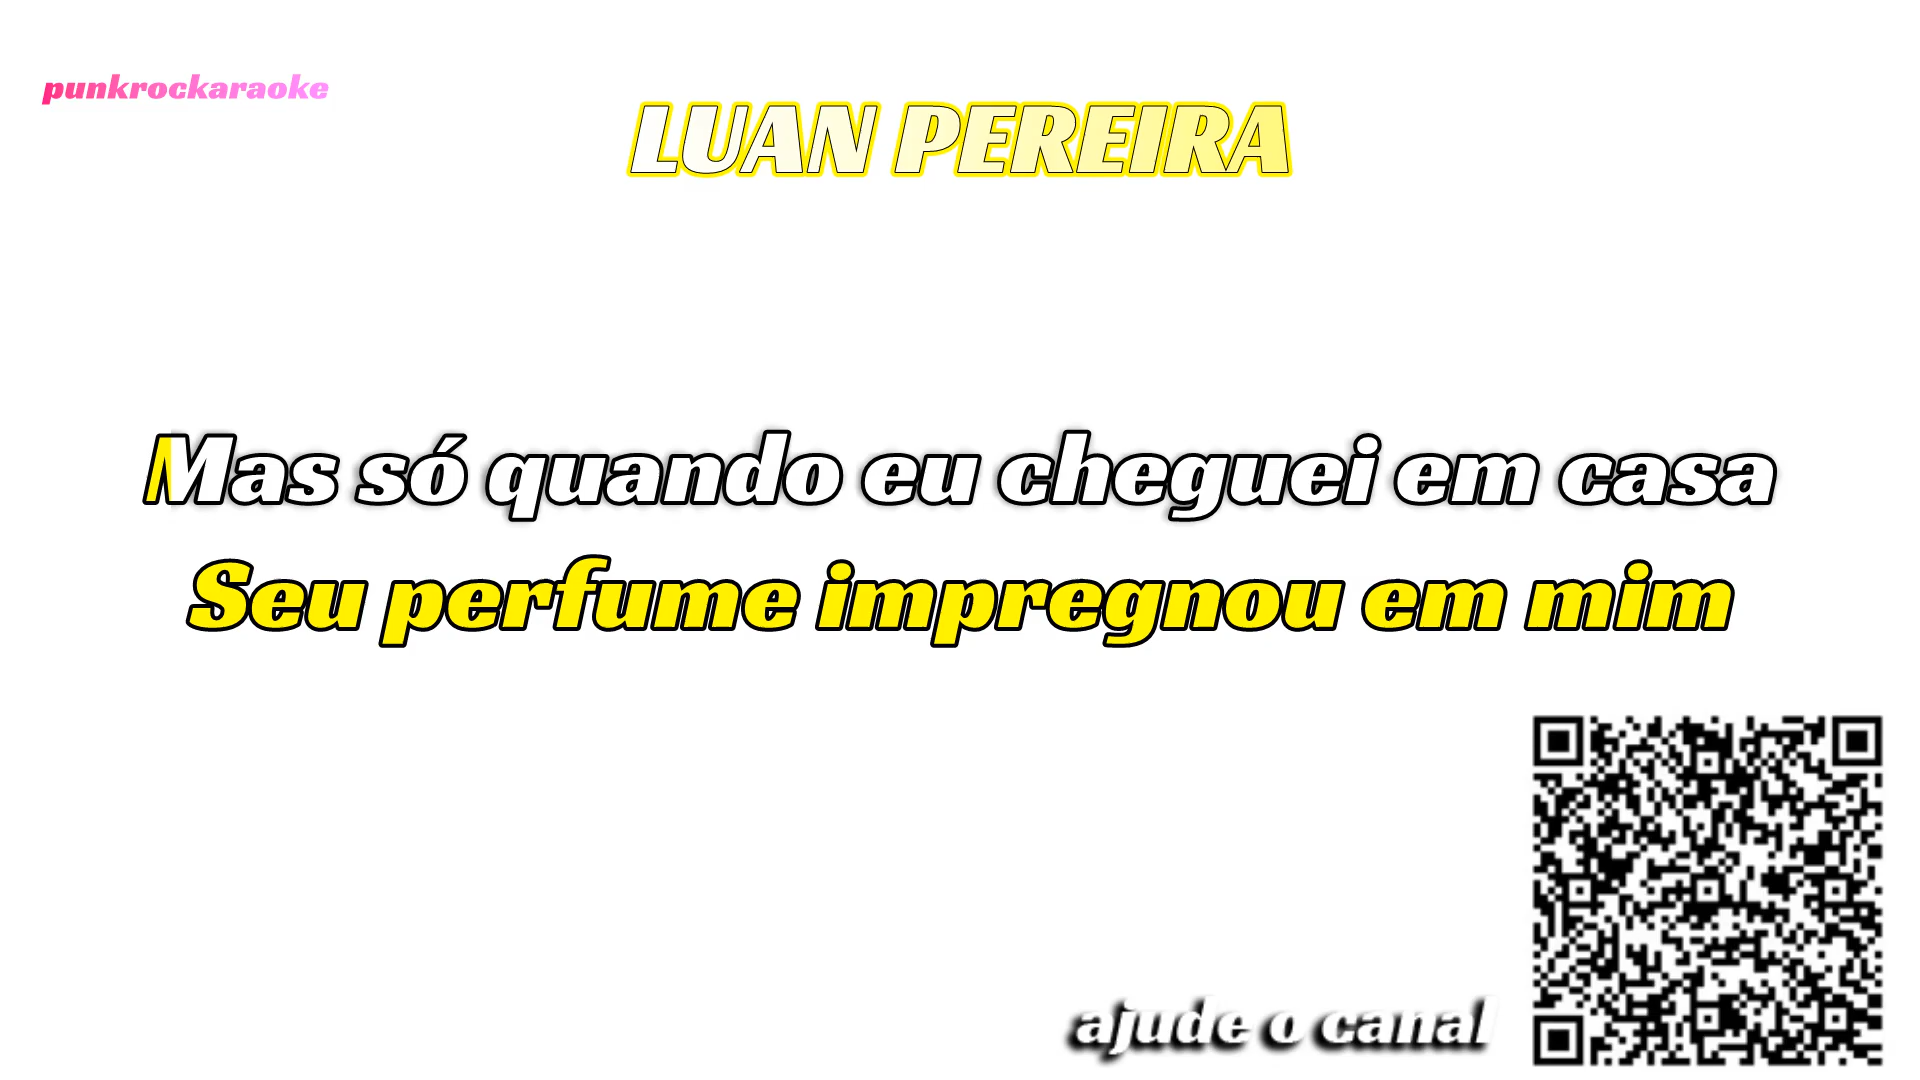 punkrockaraoke
LUAN PEREIRA
Mas só quando eu cheguei em casa
Seu perfume impregnou em mim
ajude o canal